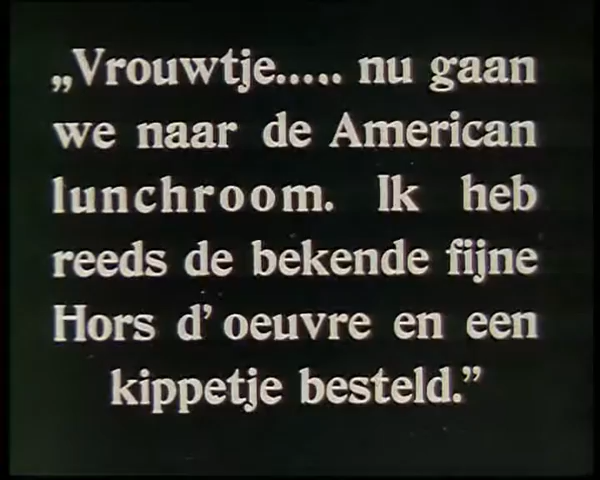 „Vrouwtje..... nu gaan
we naar de American
lunchroom. Ik heb
reeds de bekende fijne
Hors d' oeuvre en een
kippetje besteld.”